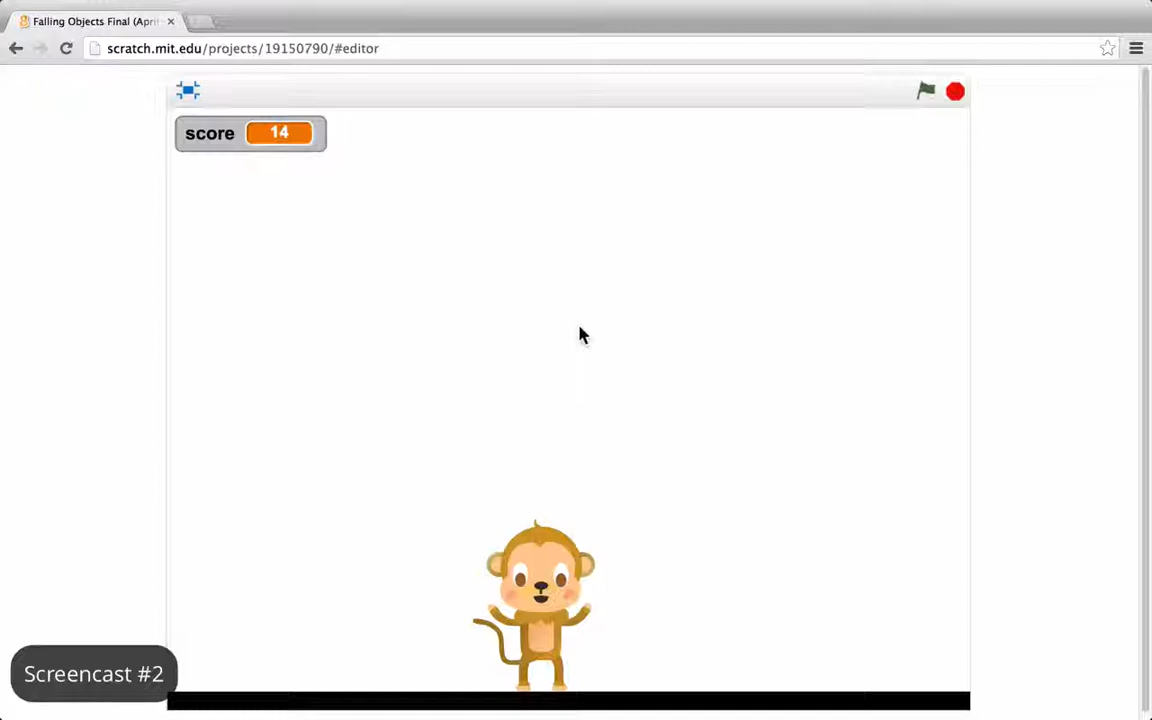 Falling Objects Final (Apri
scratch.mit.edu/projects/19150790/#editor
score 14
Screencast #2